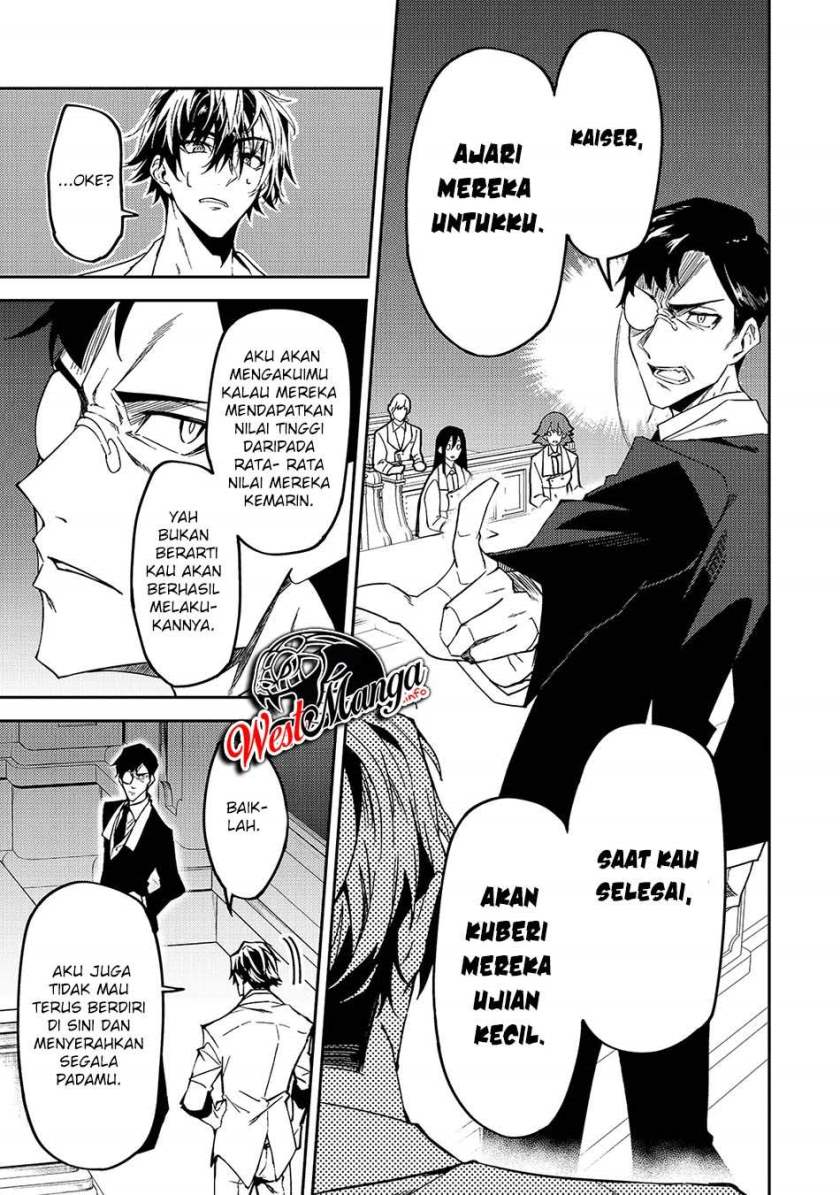 KAISER,
AJARI
MEREKA
UNTUKKU.
SAAT KAU
SELESAI,
AKAN
KUBERI
MEREKA
UJIAN
KECIL.
...OKE?
AKU AKAN
MENGAKUIMU
KALAU MEREKA
MENDAPATKAN
NILAI TINGGI
DARIPADA
RATA- RATA
NILAI MEREKA
KEMARIN.
YAH
BUKAN
BERARTI
KAU AKAN
BERHASIL
MELAKU-
KANNYA.
WestManga
.info
BAIK-
LAH.
AKU JUGA
TIDAK MAU
TERUS BERDIRI
DI SINI DAN
MENYERAHKAN
SEGALA
PADAMU.